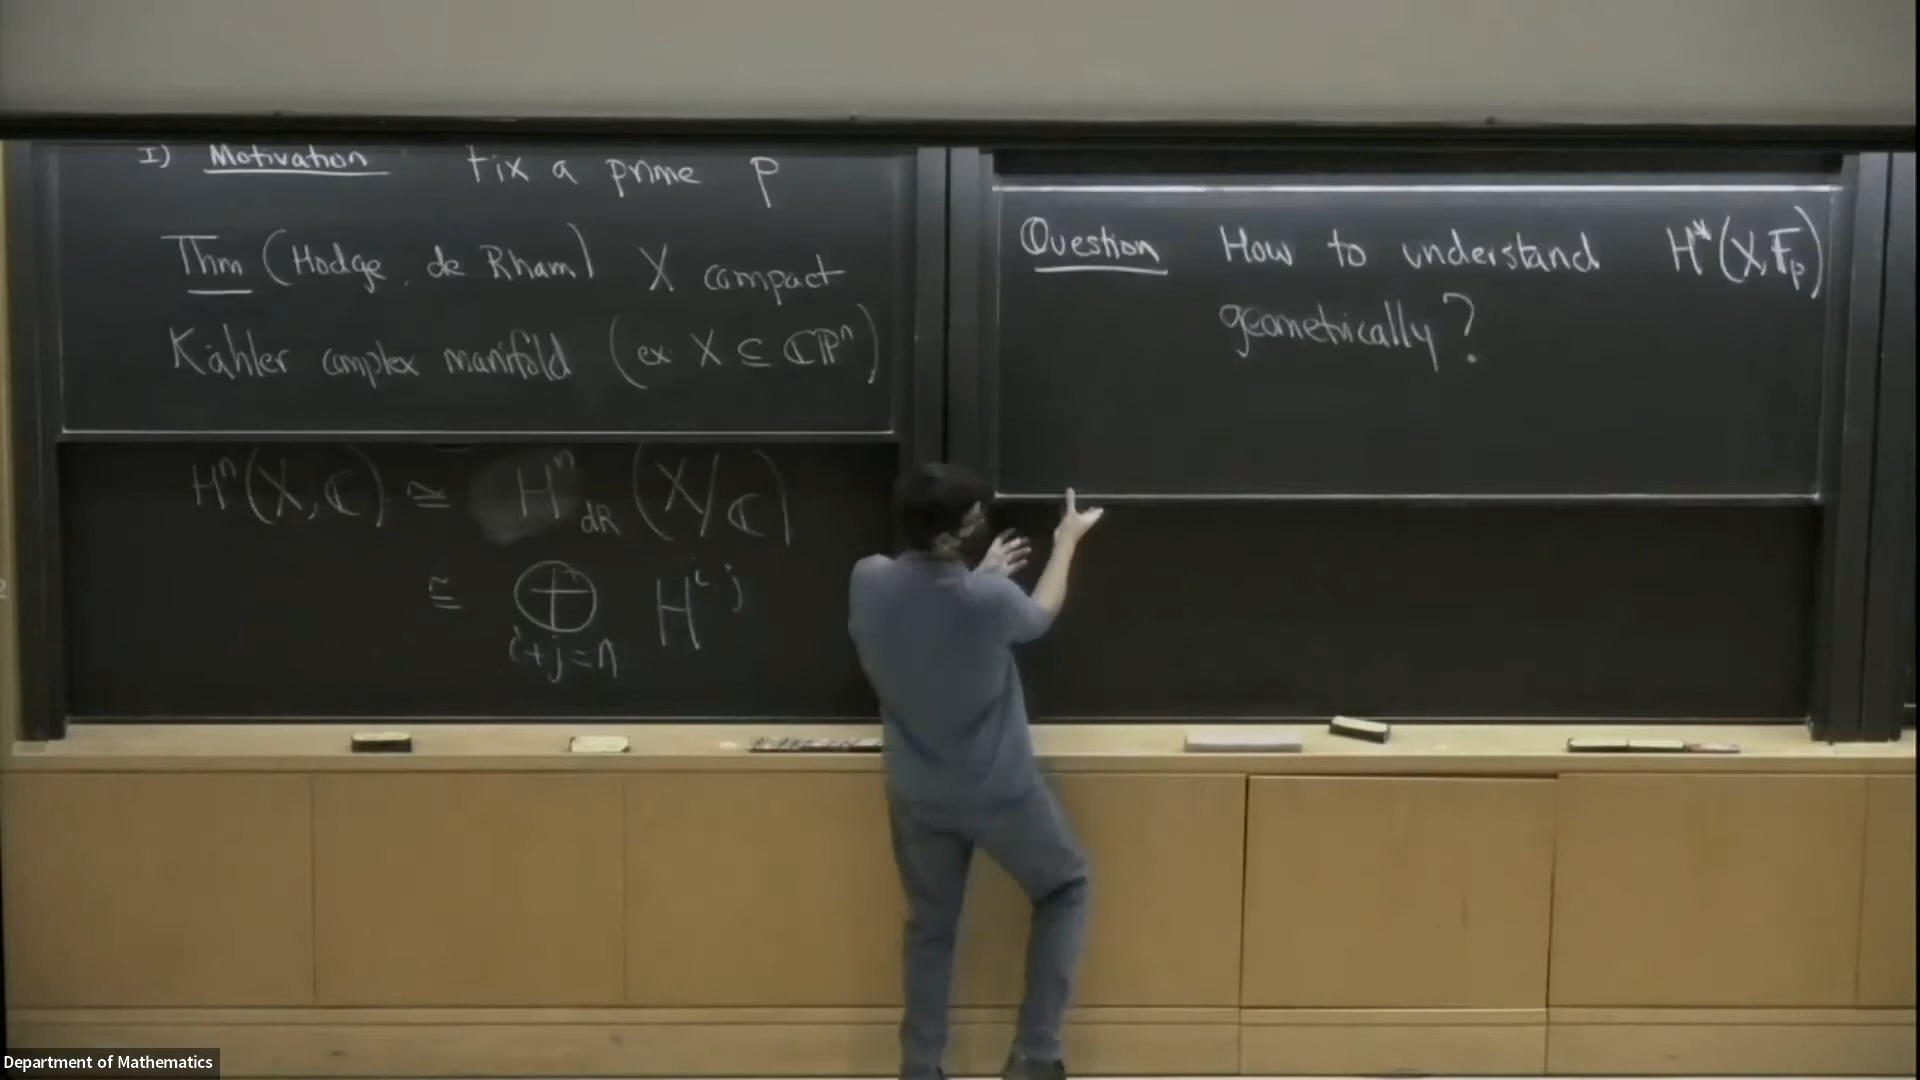 I) Motivation Fix a prime p
Thm (Hodge, de Rham) X compact
Kähler complex manifold (ex X ⊆ ℂℙⁿ)
Hⁿ(X, ℂ) ≅ Hⁿ_dR (X/ℂ)
≅ ⊕_{i+j=n} H^{i,j}
Question How to understand H*(X, 𝔽_p)
geometrically?
Department of Mathematics